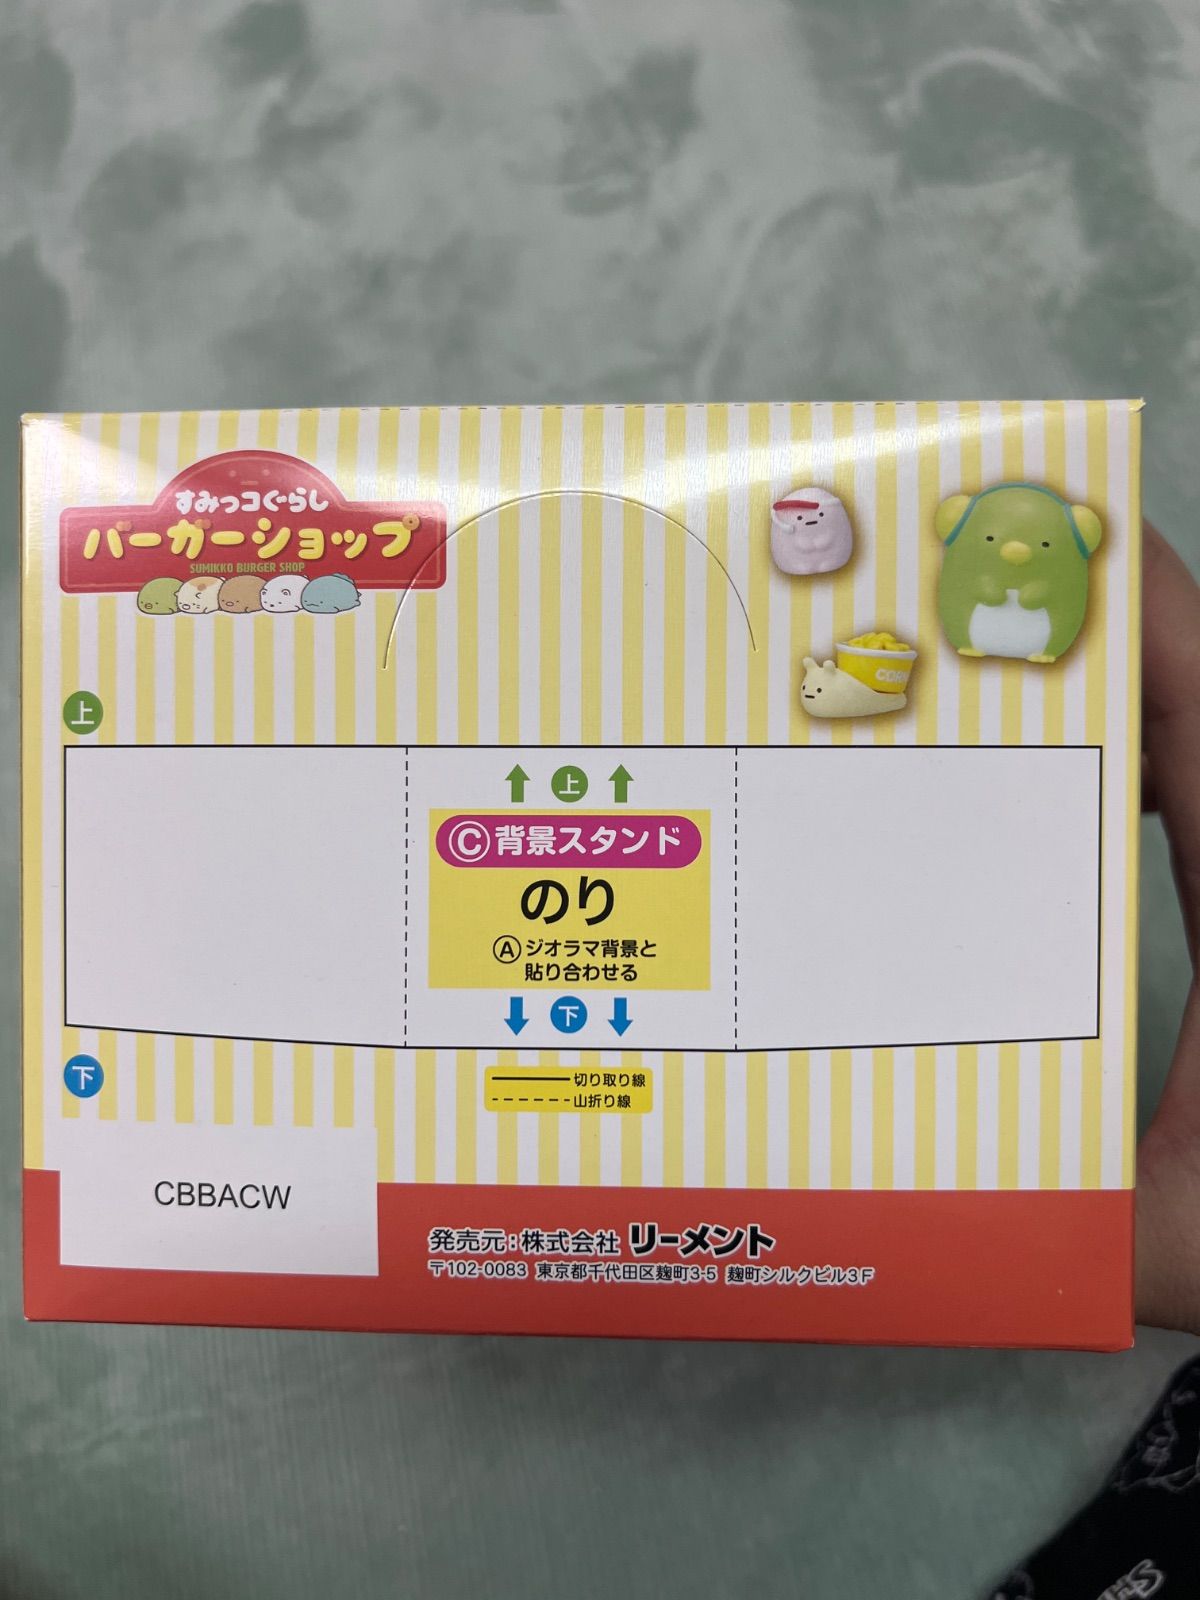 すみっコぐらし
バーガーショップ
SUMIKKO BURGER SHOP
CORN
上
上
Ⓒ背景スタンド
のり
Ⓐジオラマ背景と
貼り合わせる
下
下
切り取り線
山折り線
CBBACW
発売元:株式会社 リーメント
〒102-0083 東京都千代田区麹町3-5 麹町シルクビル3F